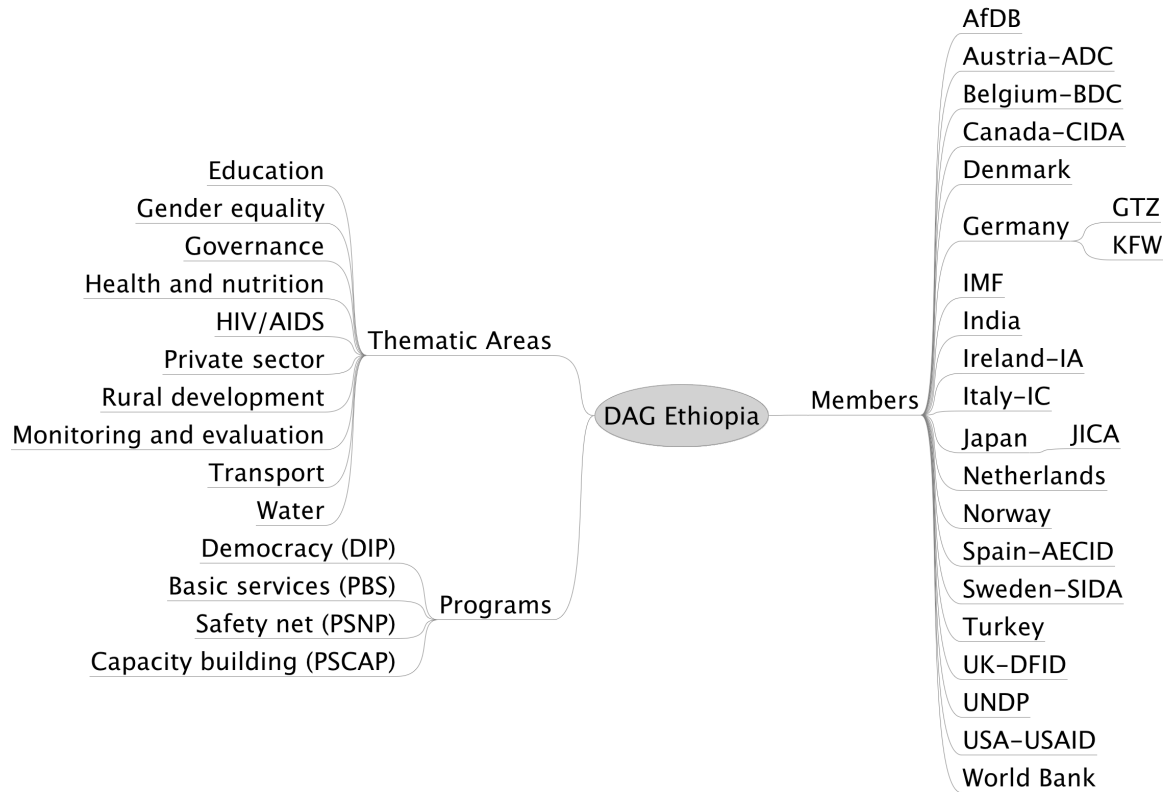 DAG Ethiopia
Thematic Areas
Education
Gender equality
Governance
Health and nutrition
HIV/AIDS
Private sector
Rural development
Monitoring and evaluation
Transport
Water
Programs
Democracy (DIP)
Basic services (PBS)
Safety net (PSNP)
Capacity building (PSCAP)
Members
AfDB
Austria–ADC
Belgium–BDC
Canada–CIDA
Denmark
Germany
GTZ
KFW
IMF
India
Ireland–IA
Italy–IC
Japan
JICA
Netherlands
Norway
Spain–AECID
Sweden–SIDA
Turkey
UK–DFID
UNDP
USA–USAID
World Bank